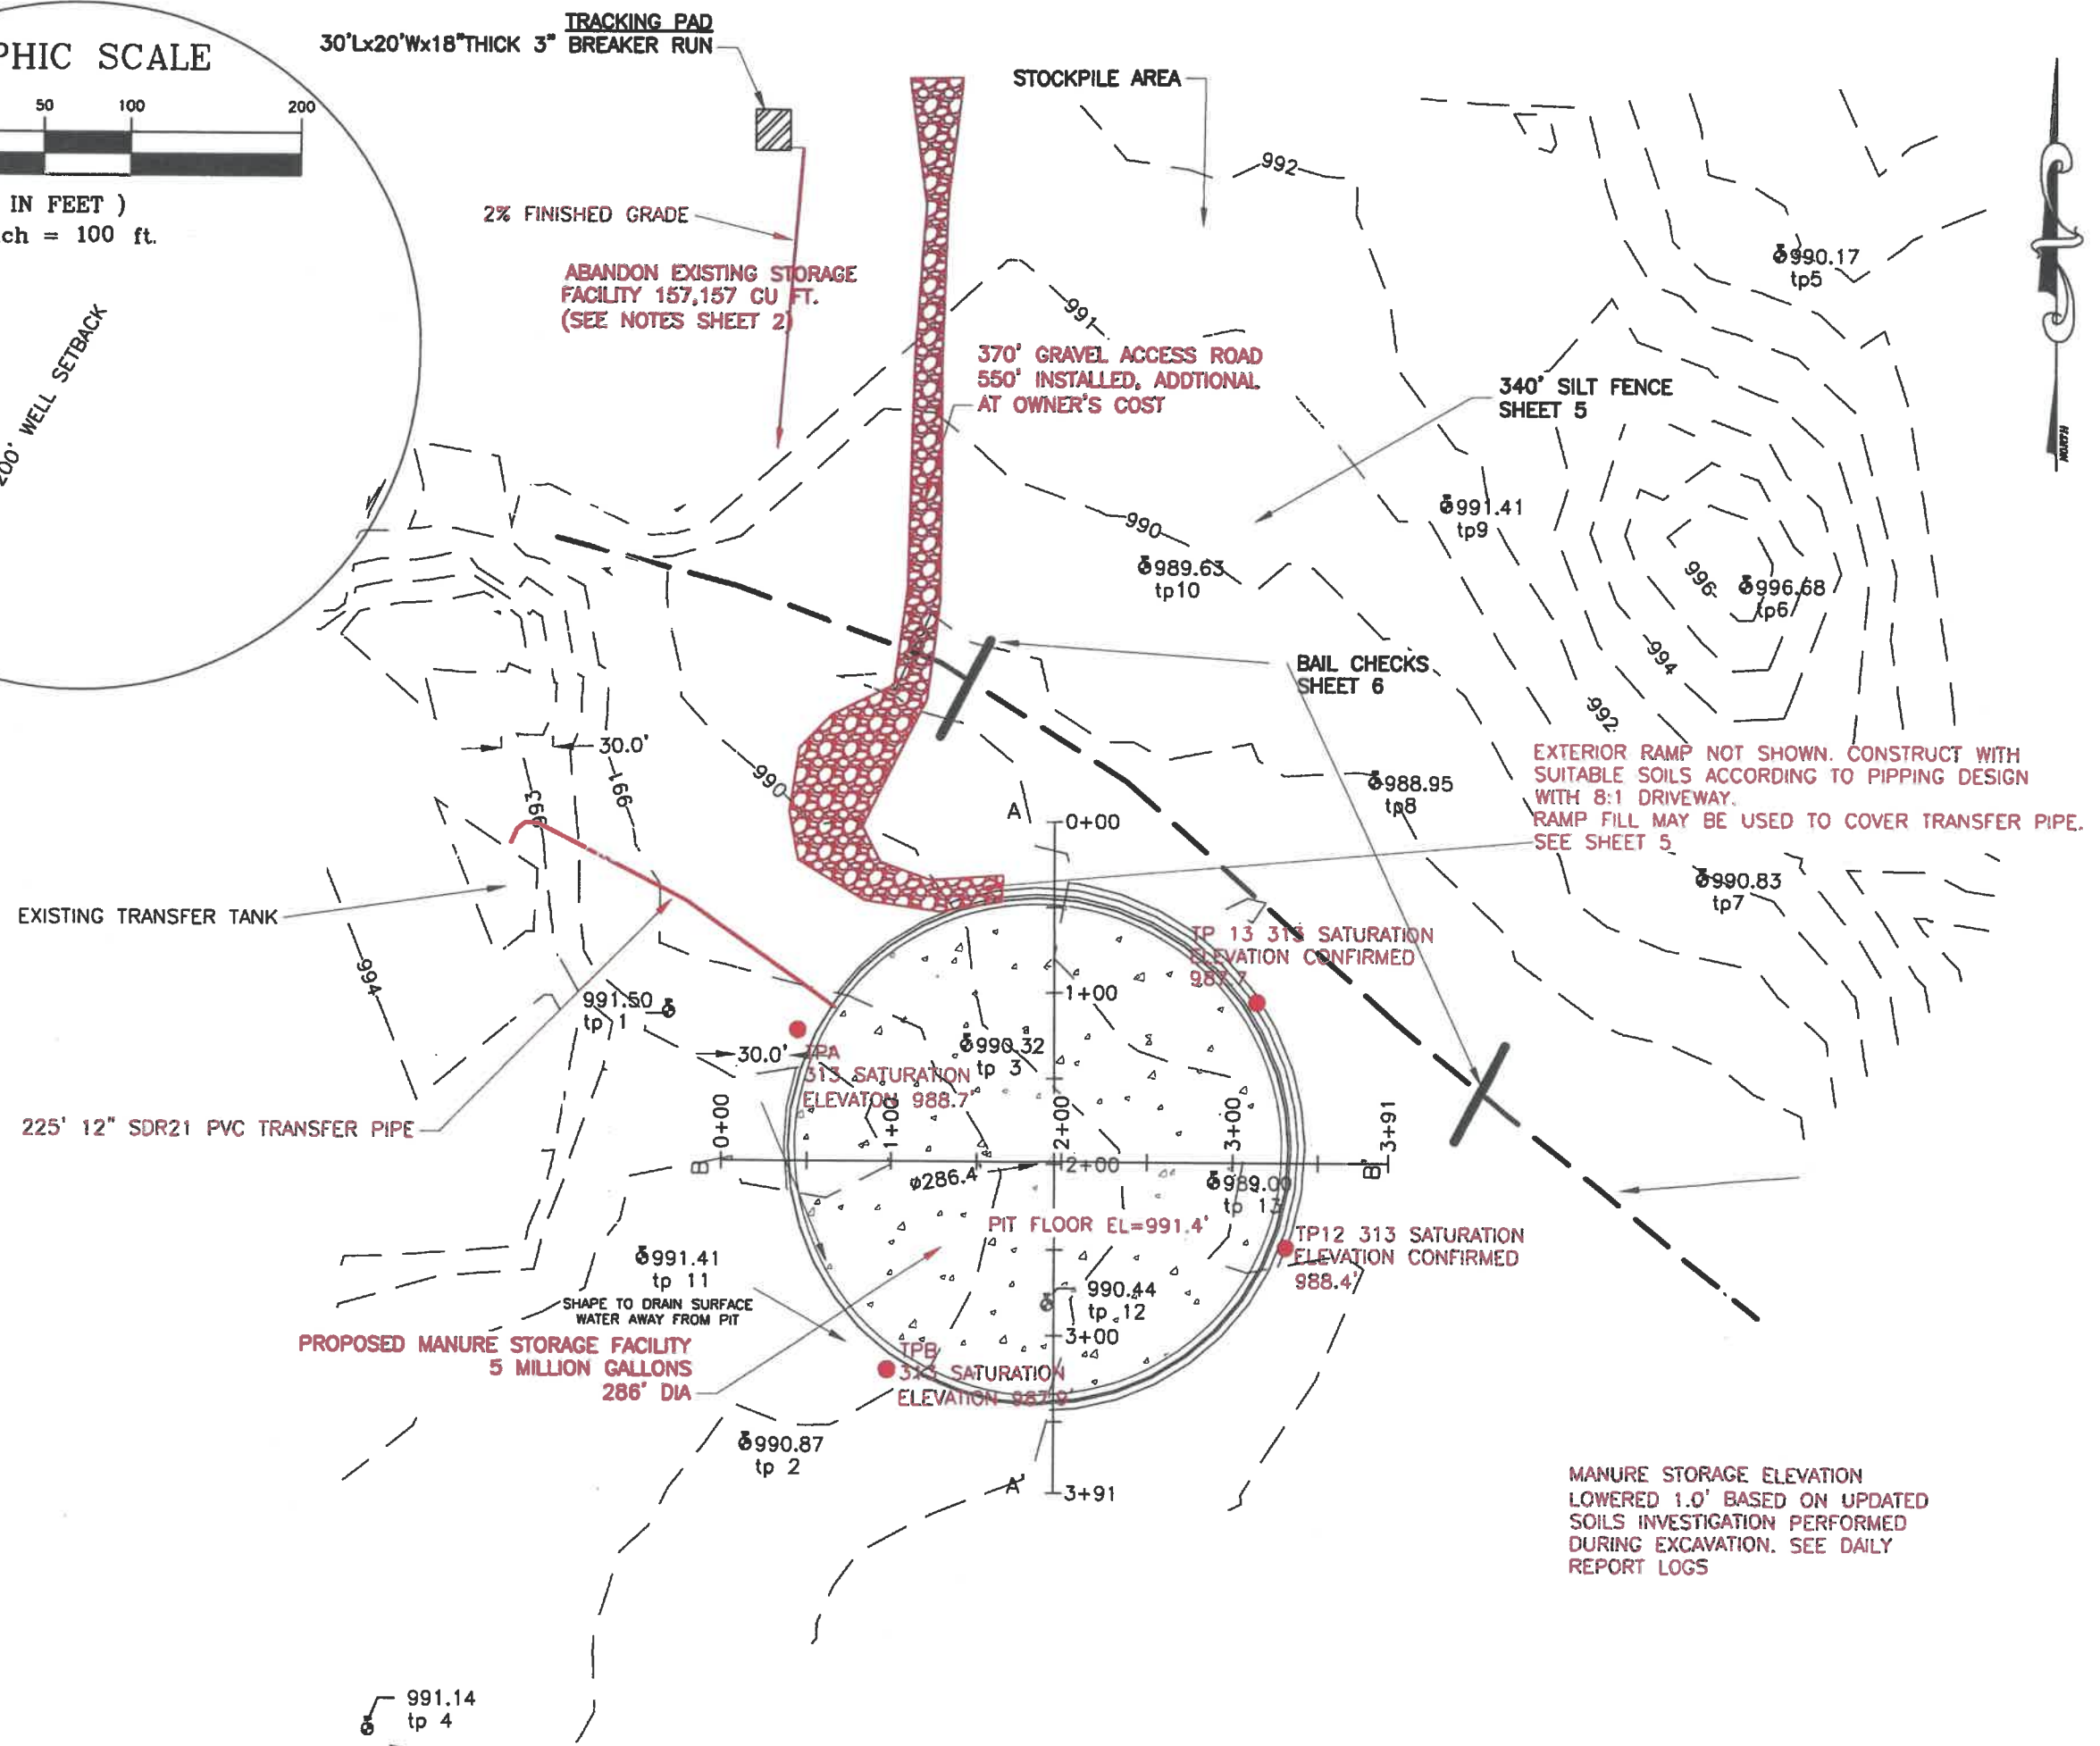 PHIC SCALE
50 100 200
IN FEET )
ch = 100 ft.
200' WELL SETBACK
TRACKING PAD
30'Lx20'Wx18"THICK 3" BREAKER RUN
STOCKPILE AREA
2% FINISHED GRADE
ABANDON EXISTING STORAGE
FACILITY 157,157 CU FT.
(SEE NOTES SHEET 2)
992
991
370' GRAVEL ACCESS ROAD
550' INSTALLED, ADDTIONAL
AT OWNER'S COST
340' SILT FENCE
SHEET 5
990.17
tp5
NORTH
991.41
tp9
990
989.63
tp10
996
996.68
tp6
994
992
BAIL CHECKS
SHEET 6
30.0'
993
991
990
988.95
tp8
EXTERIOR RAMP NOT SHOWN. CONSTRUCT WITH
SUITABLE SOILS ACCORDING TO PIPPING DESIGN
WITH 8:1 DRIVEWAY.
RAMP FILL MAY BE USED TO COVER TRANSFER PIPE.
SEE SHEET 5
A
0+00
990.83
tp7
EXISTING TRANSFER TANK
994
TP 13 313 SATURATION
ELEVATION CONFIRMED
987.7
1+00
991.50
tp 1
30.0'
990.32
tp 3
TPA
313 SATURATION
ELEVATON 988.7'
225' 12" SDR21 PVC TRANSFER PIPE
0+00
1+00
2+00
3+00
3+91
B
2+00
B'
ø286.4
989.00
tp 13
PIT FLOOR EL=991.4'
TP12 313 SATURATION
ELEVATION CONFIRMED
988.4'
991.41
tp 11
SHAPE TO DRAIN SURFACE
WATER AWAY FROM PIT
990.44
tp 12
3+00
PROPOSED MANURE STORAGE FACILITY
5 MILLION GALLONS
286' DIA
TPB
313 SATURATION
ELEVATION 987.9'
990.87
tp 2
A'
3+91
MANURE STORAGE ELEVATION
LOWERED 1.0' BASED ON UPDATED
SOILS INVESTIGATION PERFORMED
DURING EXCAVATION. SEE DAILY
REPORT LOGS
991.14
tp 4